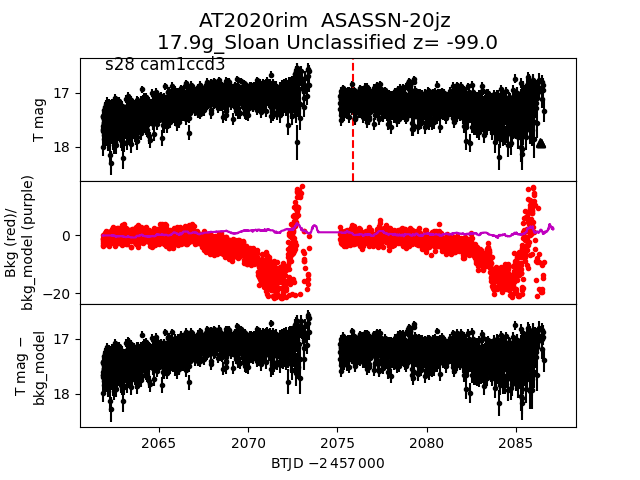 AT2020rim ASASSN-20jz
17.9g_Sloan Unclassified z= -99.0
s28 cam1ccd3
17
18
T mag
0
−20
Bkg (red)/
bkg_model (purple)
17
18
T mag −
bkg_model
2065 2070 2075 2080 2085
BTJD −2 457 000